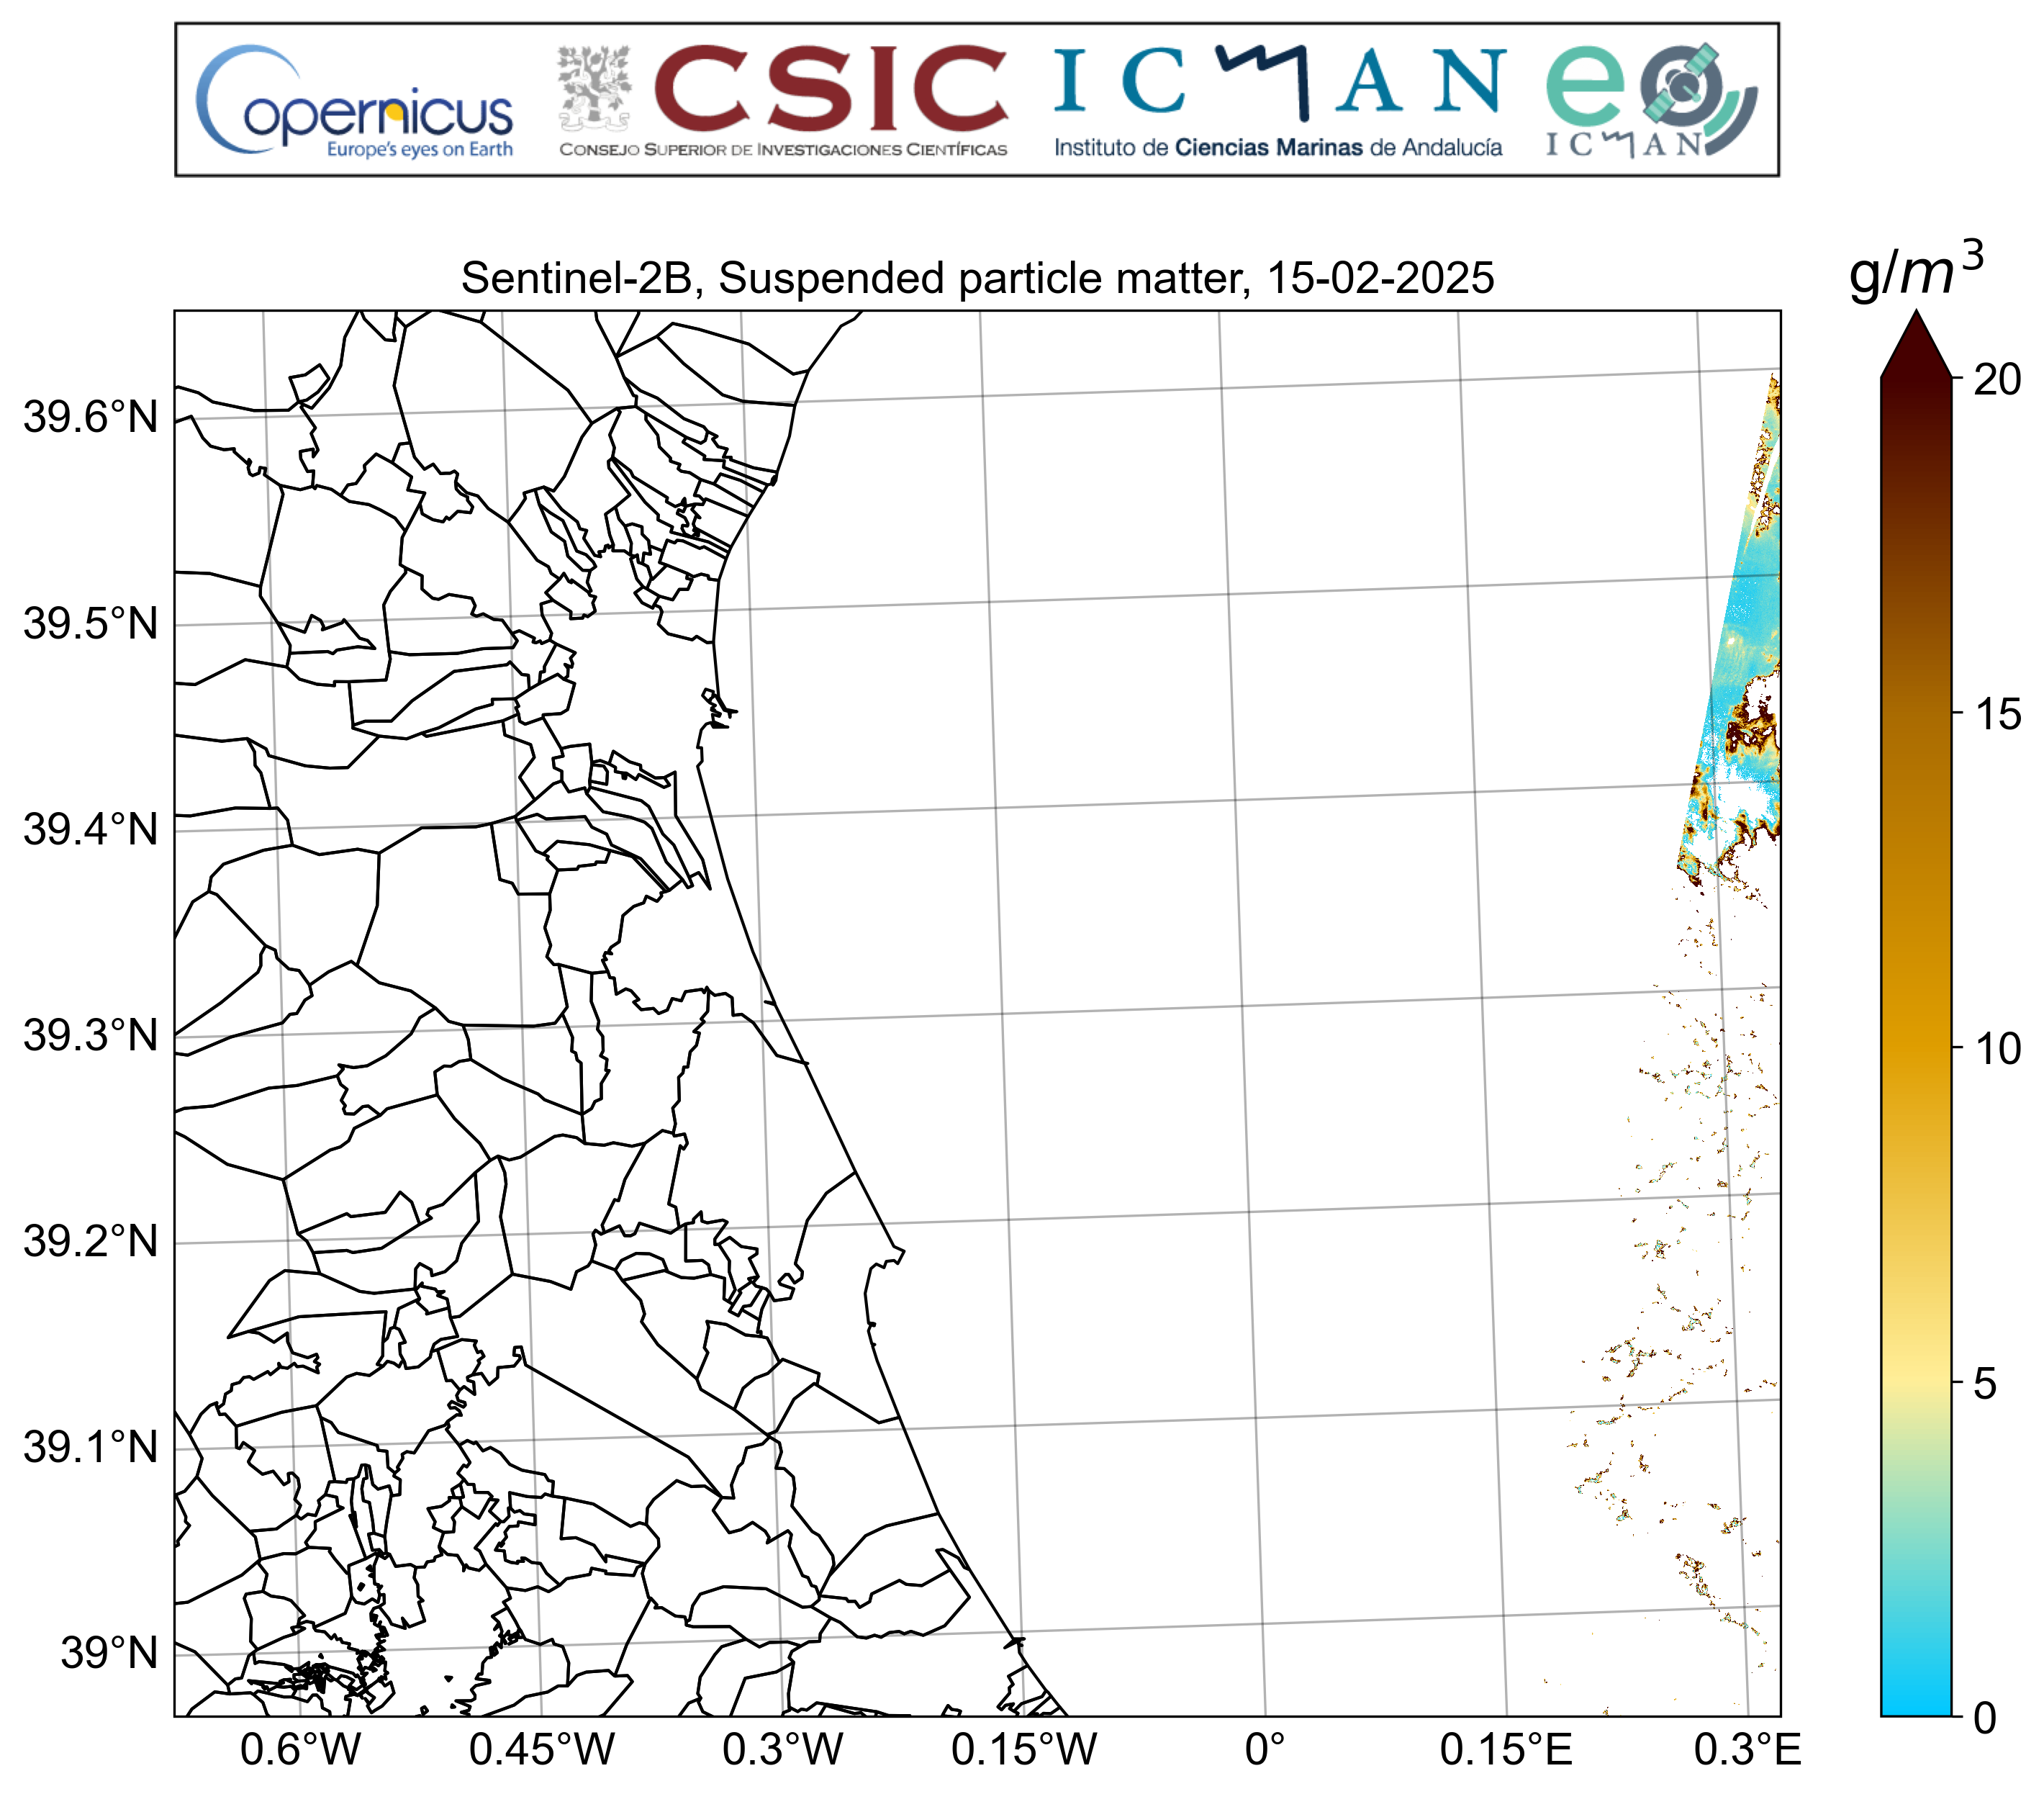 Copernicus
Europe's eyes on Earth
CSIC
CONSEJO SUPERIOR DE INVESTIGACIONES CIENTÍFICAS
ICMAN
Instituto de Ciencias Marinas de Andalucía
eo
ICMAN
Sentinel-2B, Suspended particle matter, 15-02-2025
g/m³
39.6°N
39.5°N
39.4°N
39.3°N
39.2°N
39.1°N
39°N
0.6°W 0.45°W 0.3°W 0.15°W 0° 0.15°E 0.3°E
20
15
10
5
0